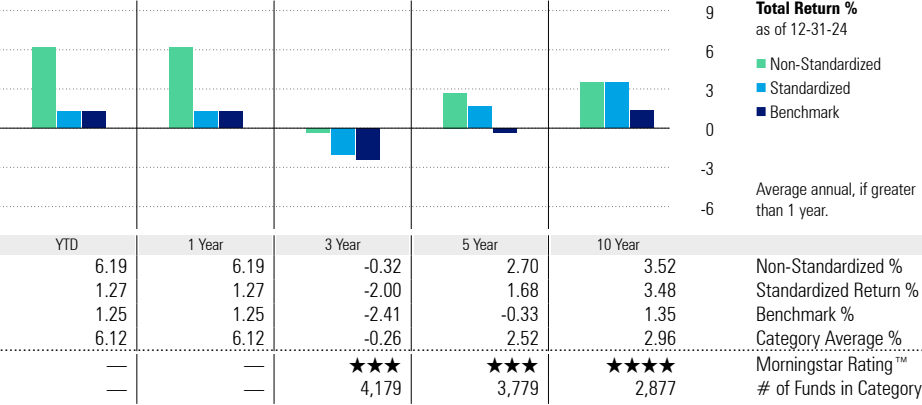 9
6
3
0
-3
-6
Total Return %
as of 12-31-24
Non-Standardized
Standardized
Benchmark
Average annual, if greater
than 1 year.
YTD 1 Year 3 Year 5 Year 10 Year
6.19 6.19 -0.32 2.70 3.52 Non-Standardized %
1.27 1.27 -2.00 1.68 3.48 Standardized Return %
1.25 1.25 -2.41 -0.33 1.35 Benchmark %
6.12 6.12 -0.26 2.52 2.96 Category Average %
— — ★★★ ★★★ ★★★★ Morningstar Rating™
— — 4,179 3,779 2,877 # of Funds in Category